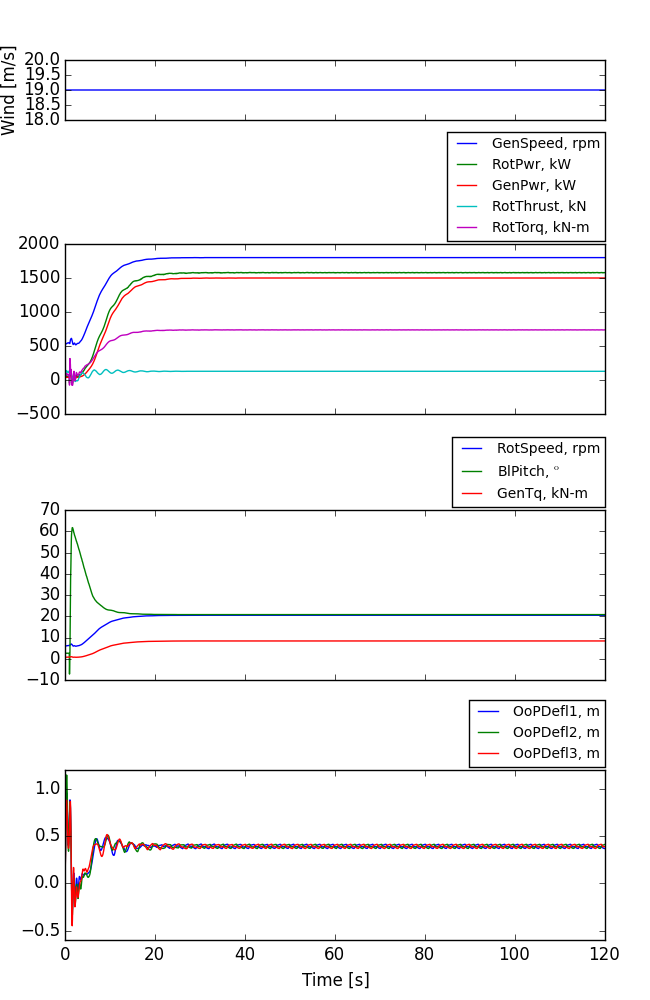 Wind [m/s]
20.0
19.5
19.0
18.5
18.0
GenSpeed, rpm
RotPwr, kW
GenPwr, kW
RotThrust, kN
RotTorq, kN-m
2000
1500
1000
500
0
−500
RotSpeed, rpm
BlPitch, °
GenTq, kN-m
70
60
50
40
30
20
10
0
−10
OoPDefl1, m
OoPDefl2, m
OoPDefl3, m
1.0
0.5
0.0
−0.5
0 20 40 60 80 100 120
Time [s]